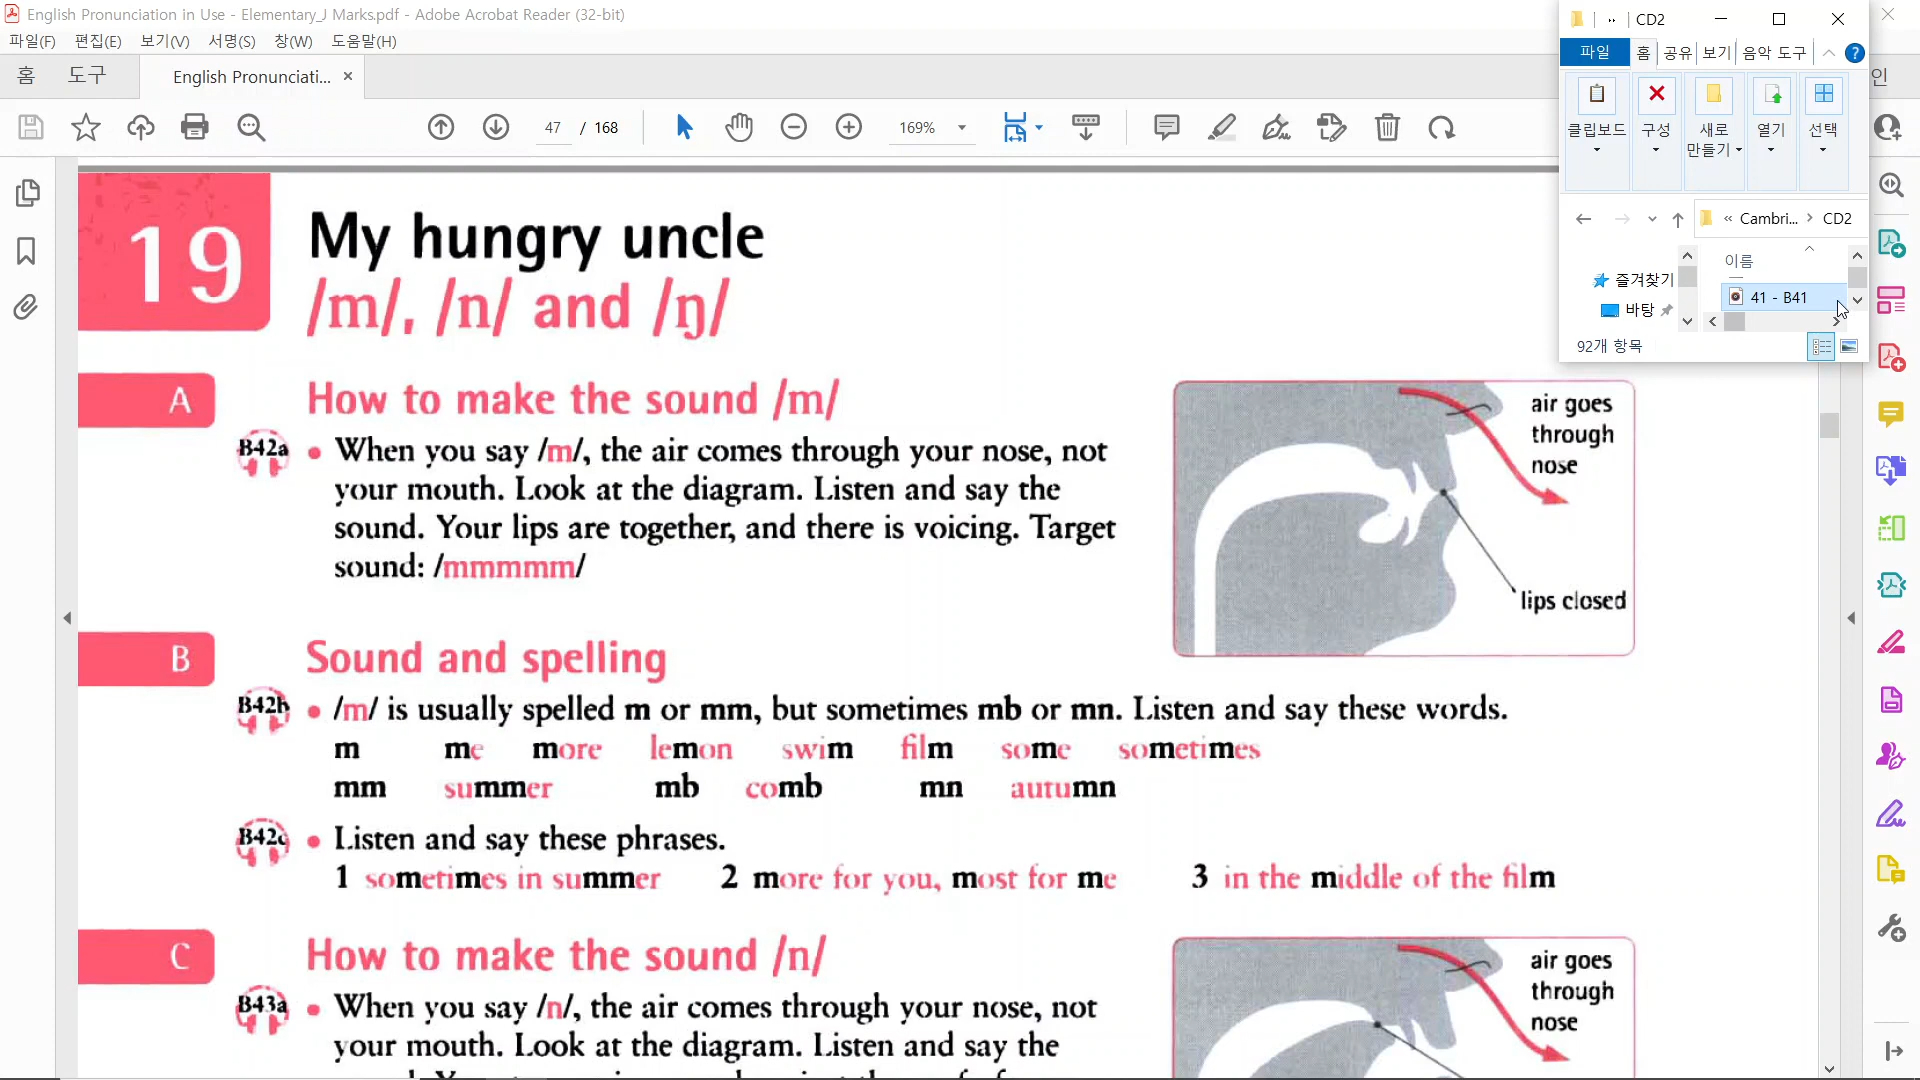 English Pronunciation in Use - Elementary_J Marks.pdf - Adobe Acrobat Reader (32-bit)
파일(F) 편집(E) 보기(V) 서명(S) 창(W) 도움말(H)
홈 도구 English Pronunciati... ×
47 / 168 169%
CD2
파일 홈 공유 보기 음악 도구
인
클립보드 구성 새로 만들기 열기 선택
« Cambri... > CD2
이름
즐겨찾기
41 - B41
바탕
92개 항목
19
My hungry uncle
/m/, /n/ and /ŋ/
A
How to make the sound /m/
B42a
• When you say /m/, the air comes through your nose, not
your mouth. Look at the diagram. Listen and say the
sound. Your lips are together, and there is voicing. Target
sound: /mmmmm/
air goes
through
nose
lips closed
B
Sound and spelling
B42b
• /m/ is usually spelled m or mm, but sometimes mb or mn. Listen and say these words.
m me more lemon swim film some sometimes
mm summer mb comb mn autumn
B42c
• Listen and say these phrases.
1 sometimes in summer 2 more for you, most for me 3 in the middle of the film
C
How to make the sound /n/
B43a
• When you say /n/, the air comes through your nose, not
your mouth. Look at the diagram. Listen and say the
air goes
through
nose